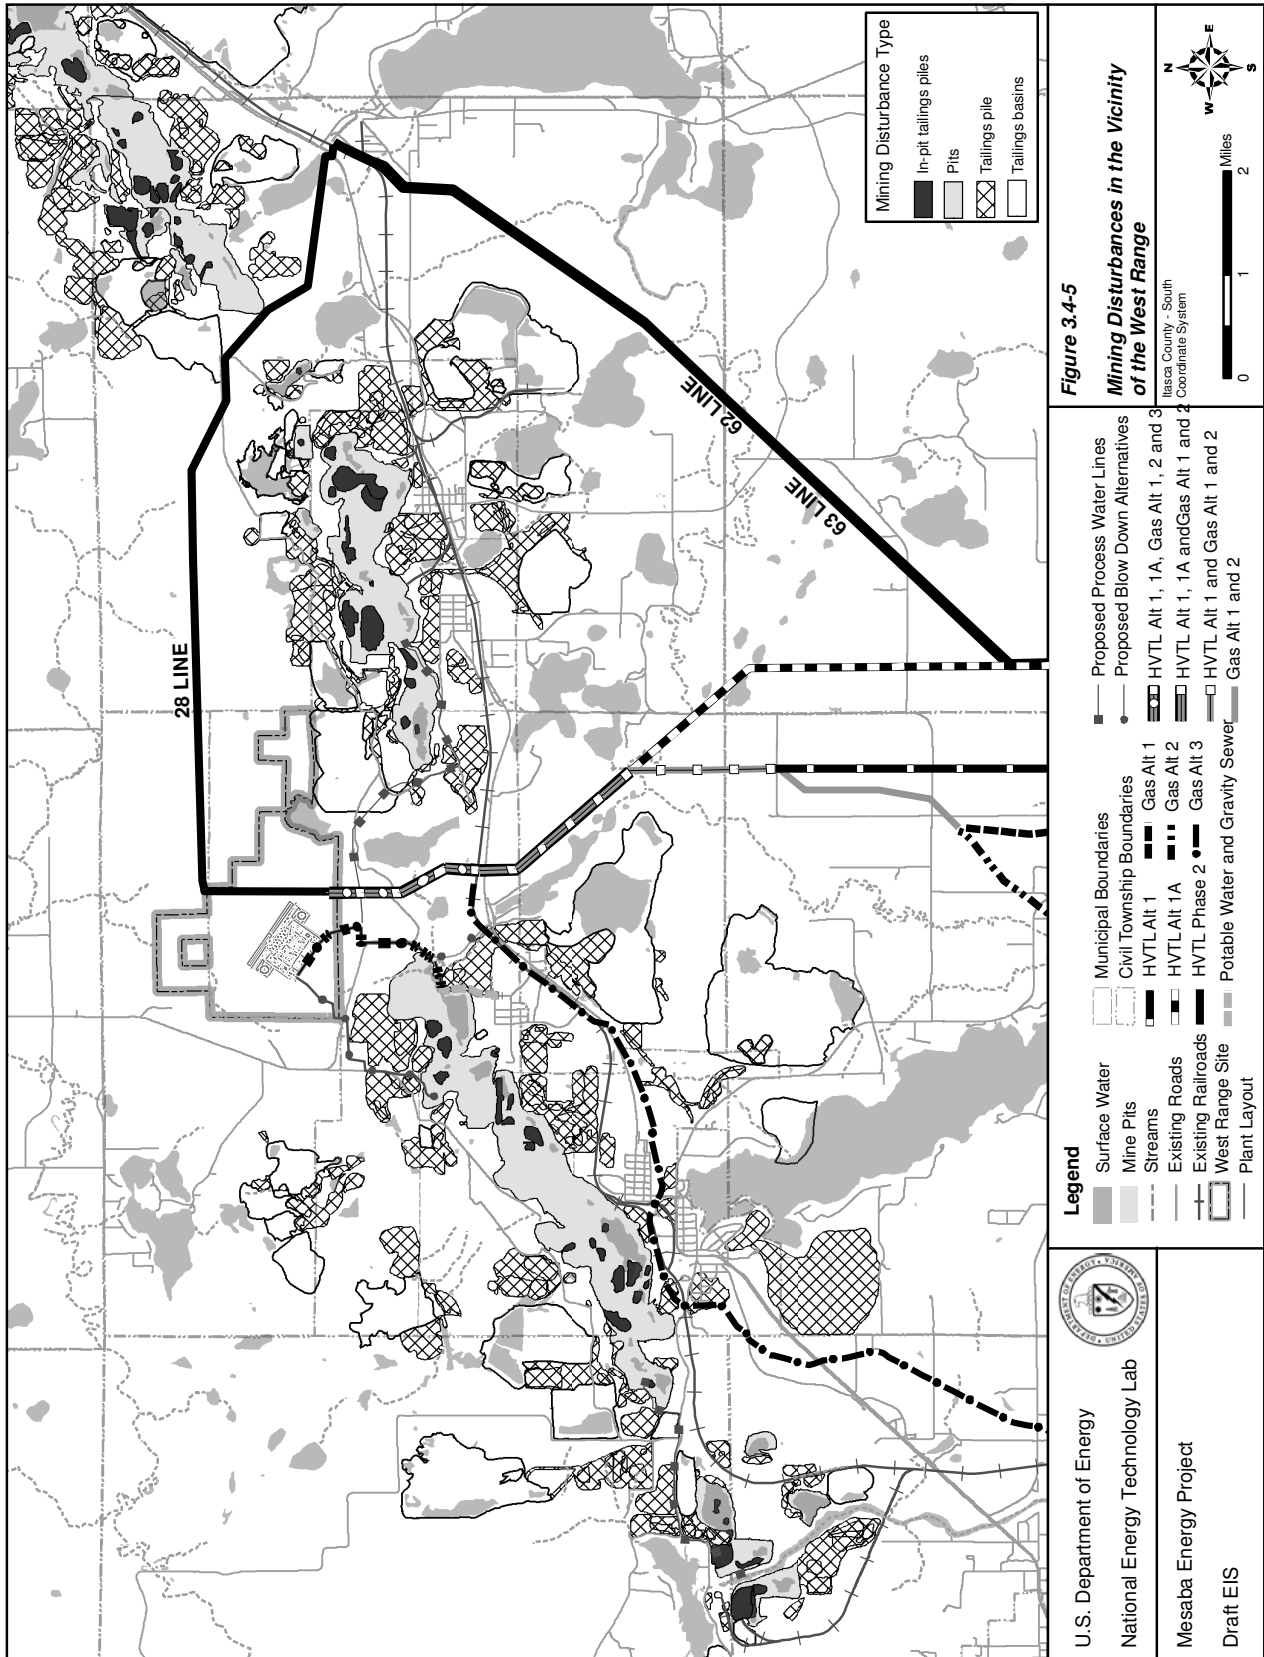 28 LINE
62 LINE
63 LINE
Mining Disturbance Type
In-pit tailings piles
Pits
Tailings pile
Tailings basins
U.S. Department of Energy
National Energy Technology Lab
DEPARTMENT OF ENERGY
UNITED STATES OF AMERICA
Mesaba Energy Project
Draft EIS
Legend
Surface Water
Mine Pits
Streams
Existing Roads
Existing Railroads
West Range Site
Plant Layout
Municipal Boundaries
Civil Township Boundaries
HVTL Alt 1
HVTL Alt 1A
HVTL Phase 2
Potable Water and Gravity Sewer
Gas Alt 1
Gas Alt 2
Gas Alt 3
Proposed Process Water Lines
Proposed Blow Down Alternatives
HVTL Alt 1, 1A, Gas Alt 1, 2 and 3
HVTL Alt 1, 1A andGas Alt 1 and 2
HVTL Alt 1 and Gas Alt 1 and 2
Gas Alt 1 and 2
Figure 3.4-5
Mining Disturbances in the Vicinity
of the West Range
Itasca County - South
Coordinate System
0 1 2
Miles
N
W E
S